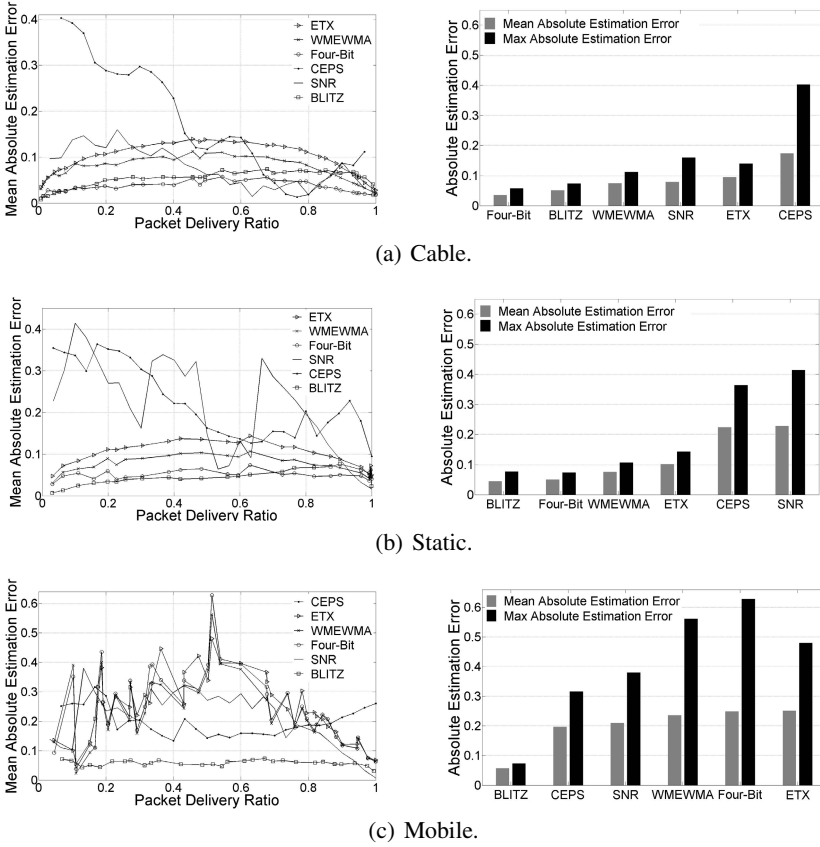 Mean Absolute Estimation Error
0.4
0.3
0.2
0.1
0
0
0.2
0.4
0.6
0.8
1
Packet Delivery Ratio
ETX
WMEWMA
Four-Bit
CEPS
SNR
BLITZ
Absolute Estimation Error
0.6
0.5
0.4
0.3
0.2
0.1
0
Mean Absolute Estimation Error
Max Absolute Estimation Error
Four-Bit BLITZ WMEWMA SNR ETX CEPS
(a) Cable.
Mean Absolute Estimation Error
0.4
0.3
0.2
0.1
0
0
0.2
0.4
0.6
0.8
1
Packet Delivery Ratio
ETX
WMEWMA
Four-Bit
SNR
CEPS
BLITZ
Absolute Estimation Error
0.6
0.5
0.4
0.3
0.2
0.1
0
Mean Absolute Estimation Error
Max Absolute Estimation Error
BLITZ Four-Bit WMEWMA ETX CEPS SNR
(b) Static.
Mean Absolute Estimation Error
0.6
0.5
0.4
0.3
0.2
0.1
0
0
0.2
0.4
0.6
0.8
1
Packet Delivery Ratio
CEPS
ETX
WMEWMA
Four-Bit
SNR
BLITZ
Absolute Estimation Error
0.6
0.5
0.4
0.3
0.2
0.1
0
Mean Absolute Estimation Error
Max Absolute Estimation Error
BLITZ CEPS SNR WMEWMA Four-Bit ETX
(c) Mobile.